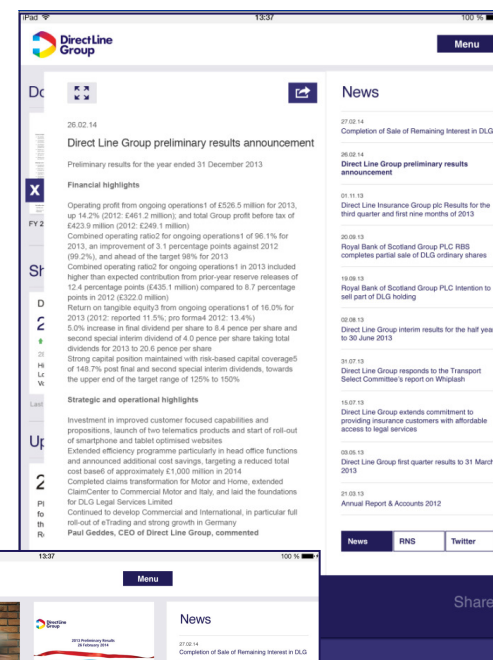 iPad
13:37
100 %
DirectLine
Group
Menu
Do
X
FY 2
Sh
D
2
Last
Up
2
Pl
fo
th
R
26.02.14
Direct Line Group preliminary results announcement
Preliminary results for the year ended 31 December 2013
Financial highlights
Operating profit from ongoing operations1 of £526.5 million for 2013,
up 14.2% (2012: £461.2 million); and total Group profit before tax of
£423.9 million (2012: £249.1 million)
Combined operating ratio2 for ongoing operations1 of 96.1% for
2013, an improvement of 3.1 percentage points against 2012
(99.2%), and ahead of the target 98% for 2013
Combined operating ratio2 for ongoing operations1 in 2013 included
higher than expected contribution from prior-year reserve releases of
12.4 percentage points (£435.1 million) compared to 8.7 percentage
points in 2012 (£322.0 million)
Return on tangible equity3 from ongoing operations1 of 16.0% for
2013 (2012: reported 11.5%; pro forma4 2012: 13.4%)
5.0% increase in final dividend per share to 8.4 pence per share and
second special interim dividend of 4.0 pence per share taking total
dividends for 2013 to 20.6 pence per share
Strong capital position maintained with risk-based capital coverage5
of 148.7% post final and second special interim dividends, towards
the upper end of the target range of 125% to 150%
Strategic and operational highlights
Investment in improved customer focused capabilities and
propositions, launch of two telematics products and start of roll-out
of smartphone and tablet optimised websites
Extended efficiency programme particularly in head office functions
and announced additional cost savings, targeting a reduced total
cost base6 of approximately £1,000 million in 2014
Completed claims transformation for Motor and Home, extended
ClaimCenter to Commercial Motor and Italy, and laid the foundations
for DLG Legal Services Limited
Continued to develop Commercial and International, in particular full
roll-out of eTrading and strong growth in Germany
Paul Geddes, CEO of Direct Line Group, commented
News
27.02.14
Completion of Sale of Remaining Interest in DLG
26.02.14
Direct Line Group preliminary results
announcement
01.11.13
Direct Line Insurance Group plc Results for the
third quarter and first nine months of 2013
20.09.13
Royal Bank of Scotland Group PLC RBS
completes partial sale of DLG ordinary shares
19.09.13
Royal Bank of Scotland Group PLC Intention to
sell part of DLG holding
02.08.13
Direct Line Group interim results for the half year
to 30 June 2013
31.07.13
Direct Line Group responds to the Transport
Select Committee's report on Whiplash
15.07.13
Direct Line Group extends commitment to
providing insurance customers with affordable
access to legal services
03.05.13
Direct Line Group first quarter results to 31 March
2013
21.03.13
Annual Report & Accounts 2012
News
RNS
Twitter
Share
13:37
100 %
Menu
DirectLine
Group
2013 Preliminary Results
26 February 2014
News
27.02.14
Completion of Sale of Remaining Interest in DLG